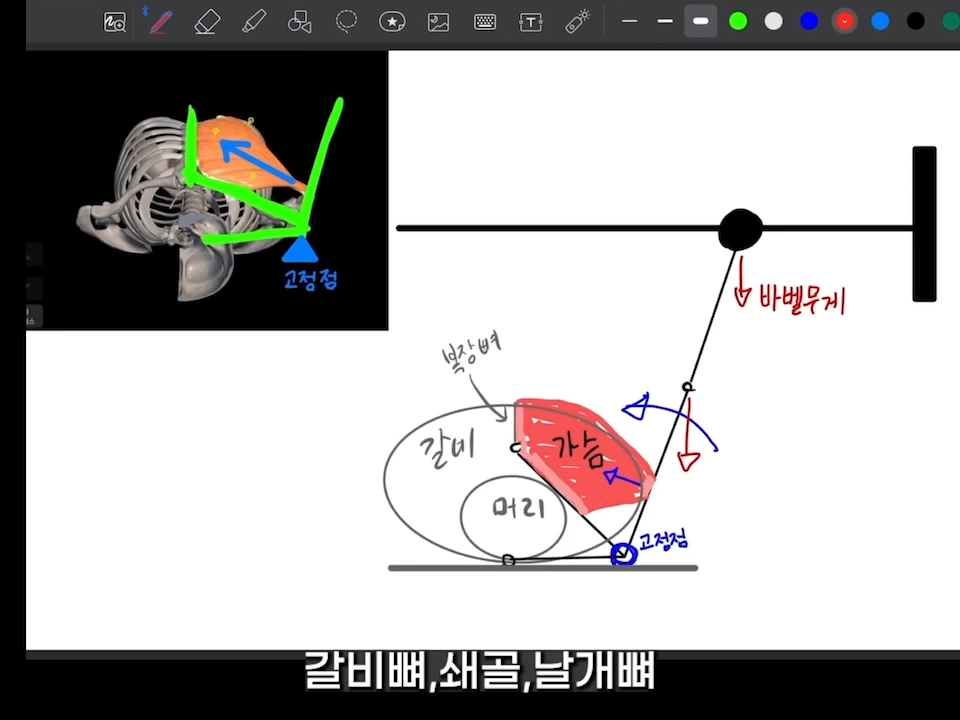 고정점
바벨무게
복장뼈
갈비
가슴
머리
고정점
갈비뼈,쇄골,날개뼈